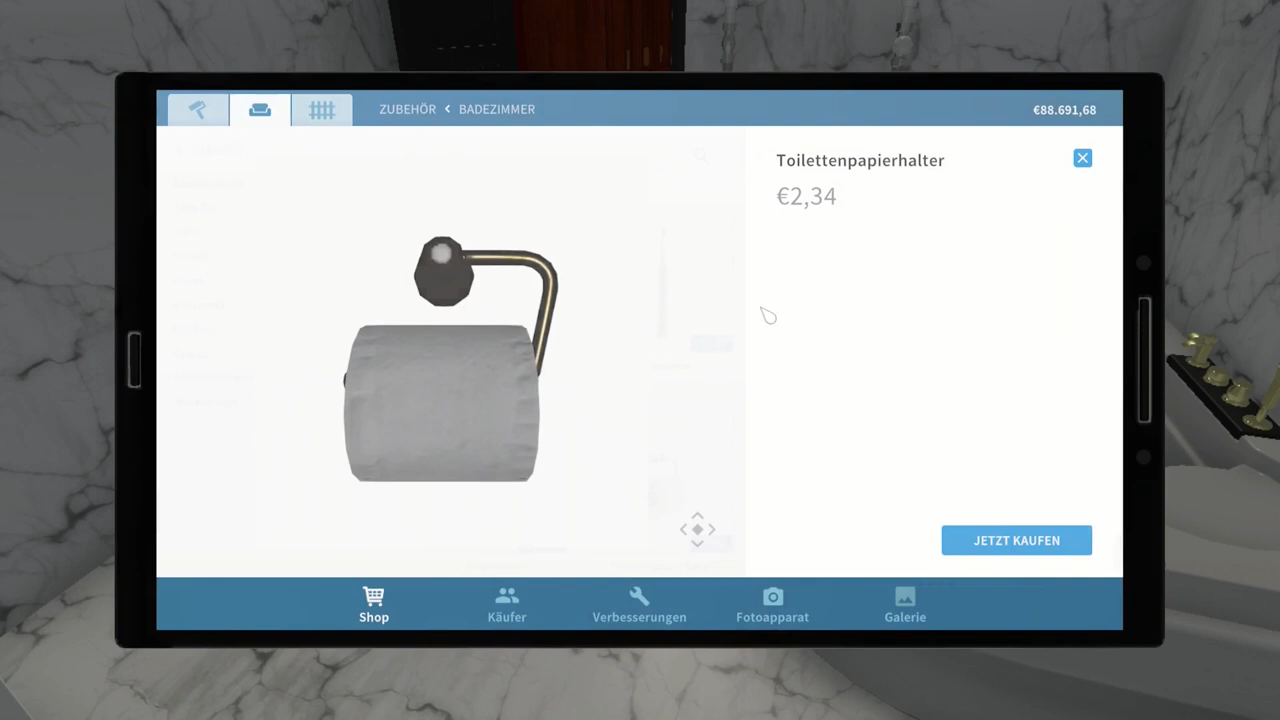 ZUBEHÖR < BADEZIMMER
€88.691,68
Toilettenpapierhalter
€2,34
JETZT KAUFEN
Shop
Käufer
Verbesserungen
Fotoapparat
Galerie